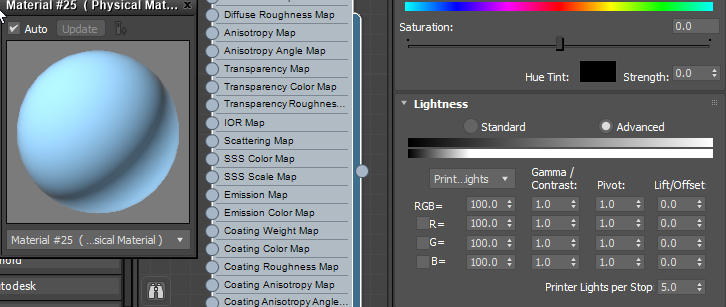 Material #25 ( Physical Mat...
Auto
Update
Material #25 ( ...sical Material )
utodesk
Diffuse Roughness Map
Anisotropy Map
Anisotropy Angle Map
Transparency Map
Transparency Color Map
Transparency Roughnes...
IOR Map
Scattering Map
SSS Color Map
SSS Scale Map
Emission Map
Emission Color Map
Coating Weight Map
Coating Color Map
Coating Roughness Map
Coating Anisotropy Map
Coating Anisotropy Angle...
Saturation:
0.0
Hue Tint:
Strength: 0.0
Lightness
Standard
Advanced
Print...ights
Gamma / Contrast:
Pivot:
Lift/Offset:
RGB= 100.0 1.0 1.0 0.0
R= 100.0 1.0 1.0 0.0
G= 100.0 1.0 1.0 0.0
B= 100.0 1.0 1.0 0.0
Printer Lights per Stop: 5.0